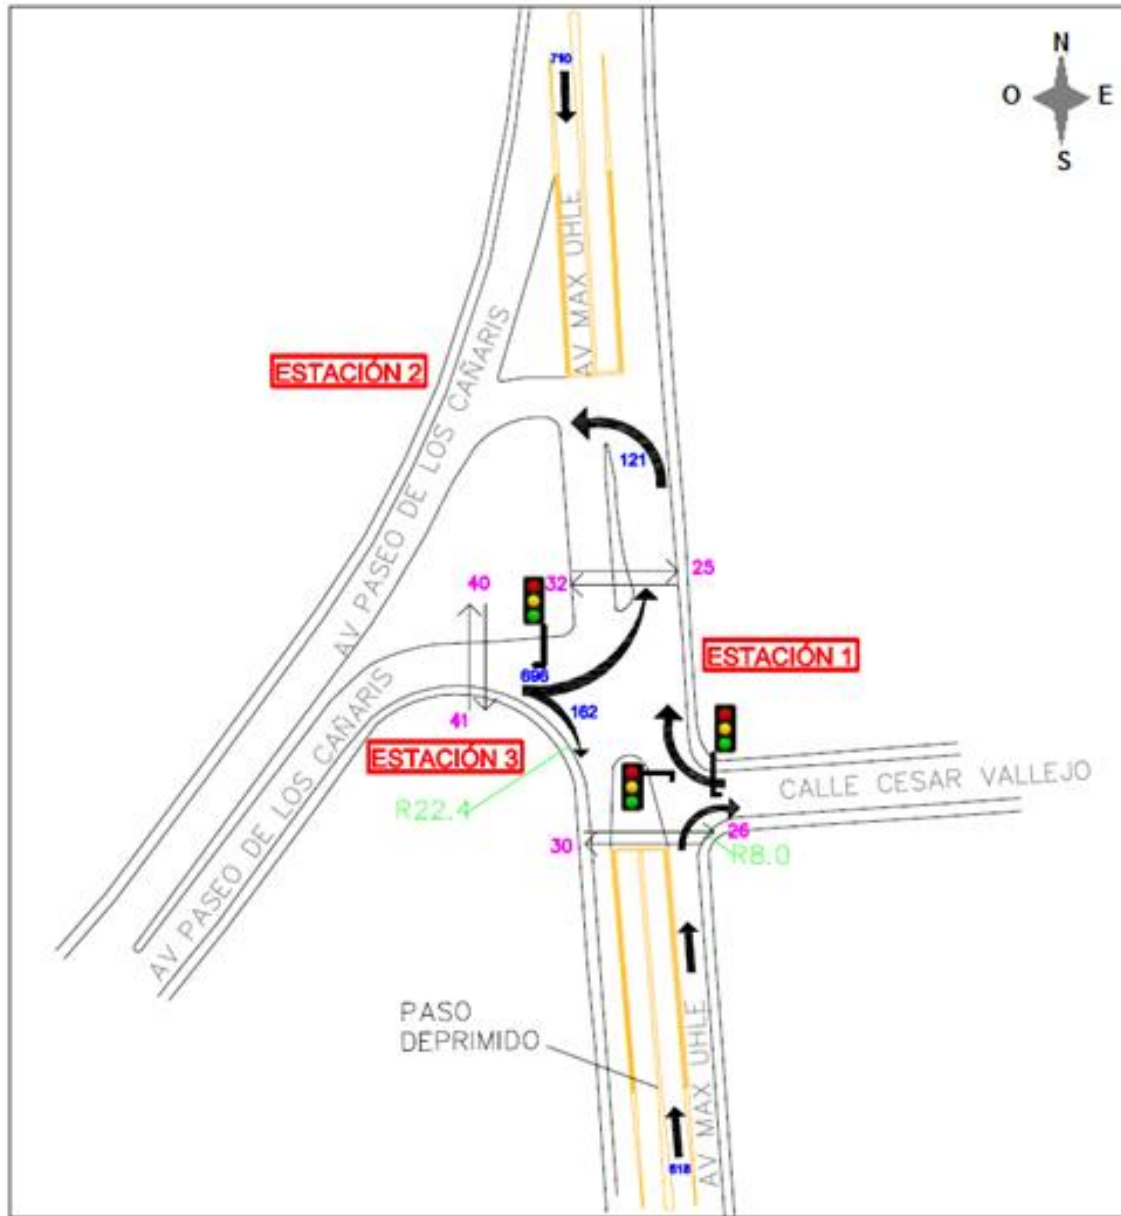 N
O E
S
710
AV MAX UHLE
ESTACIÓN 2
AV PASEO DE LOS CAÑARIS
121
40
32
25
696
162
41
ESTACIÓN 1
ESTACIÓN 3
R22.4
AV PASEO DE LOS CAÑARIS
CALLE CESAR VALLEJO
30
26
R8.0
PASO
DEPRIMIDO
AV MAX UHLE